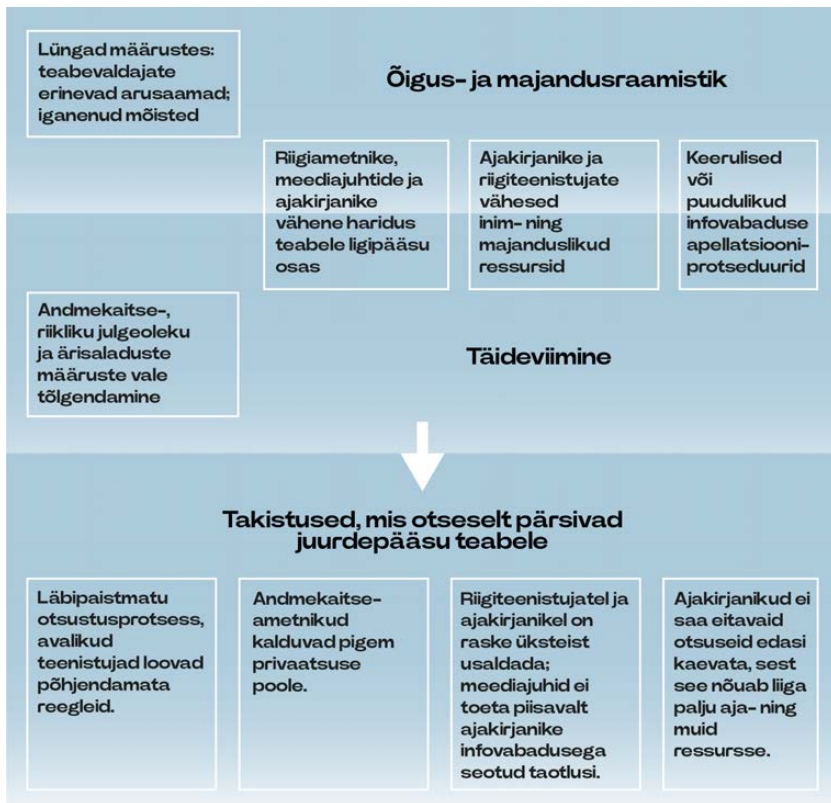 Lüngad määrustes:
teabevaldajate
erinevad arusaamad;
iganenud mõisted
Õigus- ja majandusraamistik
Riigiametnike,
meediajuhtide ja
ajakirjanike
vähene haridus
teabele ligipääsu
osas
Ajakirjanike ja
riigiteenistujate
vähesed
inim- ning
majanduslikud
ressursid
Keerulised
või
puudulikud
infovabaduse
apellatsiooni-
protseduurid
Andmekaitse-,
riikliku julgeoleku
ja ärisaladuste
määruste vale
tõlgendamine
Täideviimine
Takistused, mis otseselt pärsivad
juurdepääsu teabele
Läbipaistmatu
otsustusprotsess,
avalikud
teenistujad loovad
põhjendamata
reegleid.
Andmekaitse-
ametnikud
kalduvad pigem
privaatsuse
poole.
Riigiteenistujatel ja
ajakirjanikel on
raske üksteist
usaldada;
meediajuhid ei
toeta piisavalt
ajakirjanike
infovabadusega
seotud taotlusi.
Ajakirjanikud ei
saa eitavaid
otsuseid edasi
kaevata, sest
see nõuab liiga
palju aja- ning
muid
ressursse.